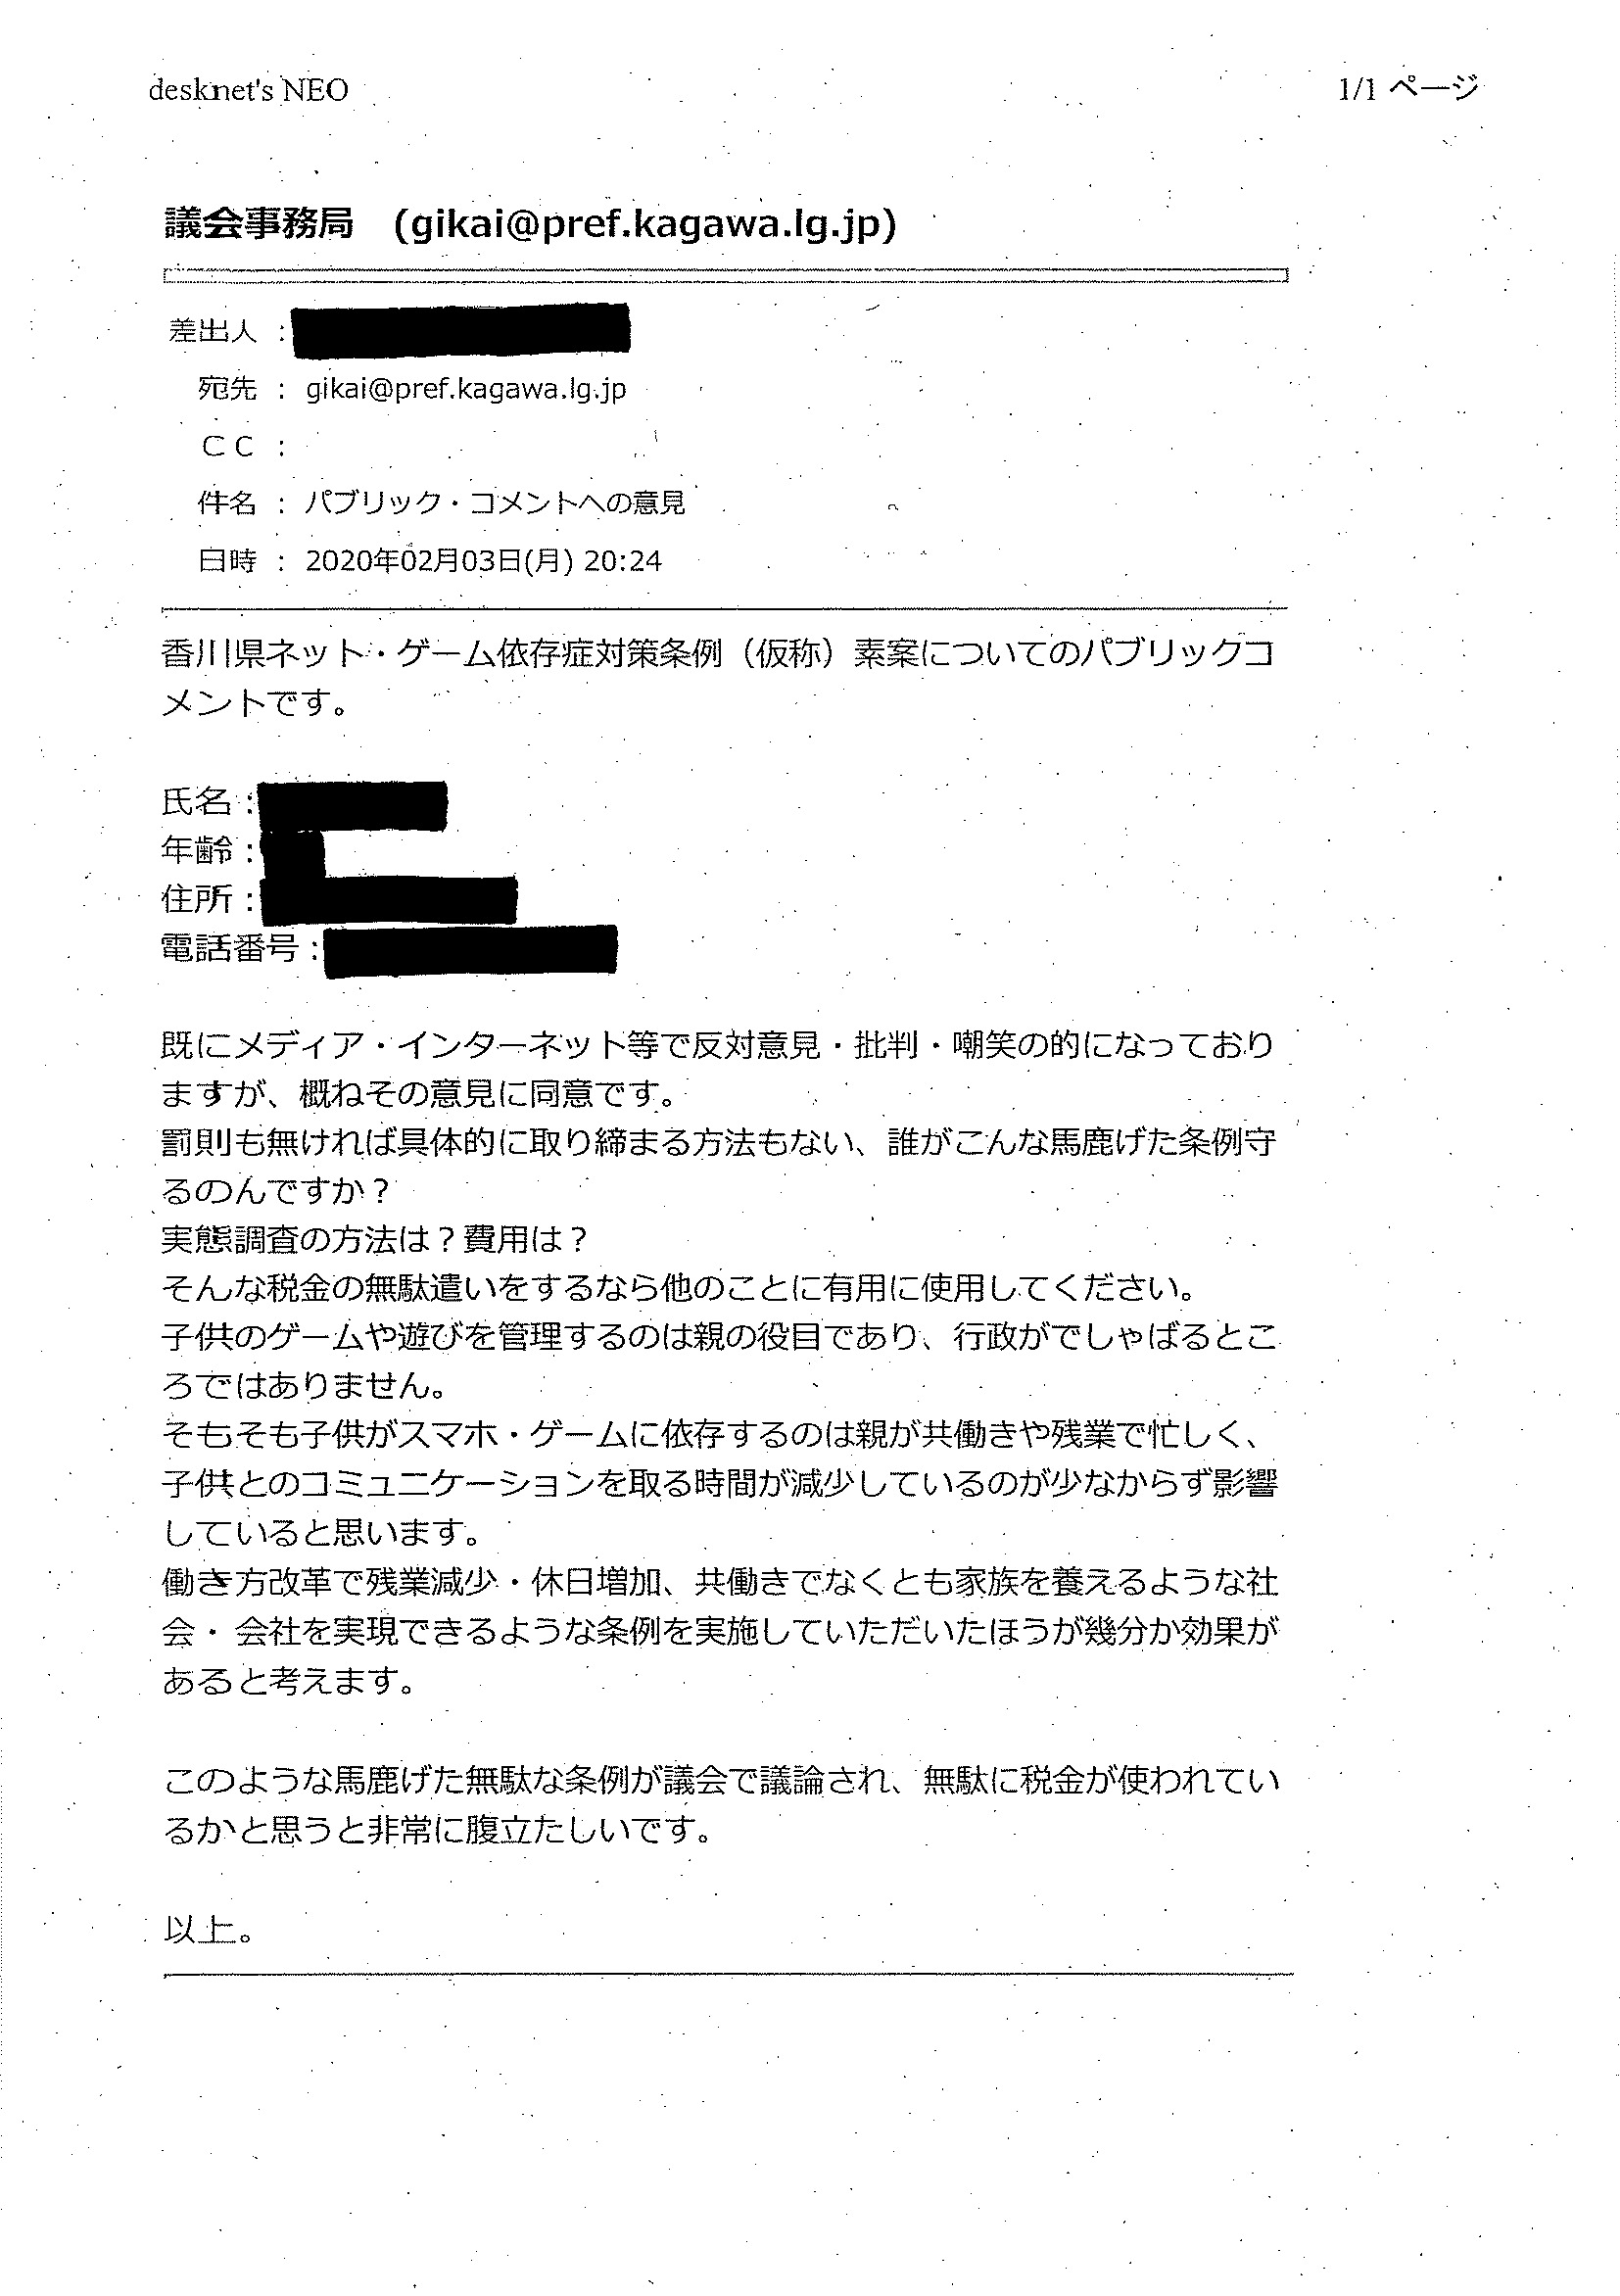 desknet's NEO
1/1 ページ
議会事務局 (gikai@pref.kagawa.lg.jp)
差出人 :
宛先 : gikai@pref.kagawa.lg.jp
ＣＣ :
件名 : パブリック・コメントへの意見
日時 : 2020年02月03日(月) 20:24
香川県ネット・ゲーム依存症対策条例（仮称）素案についてのパブリックコ
メントです。
氏名:
年齢:
住所:
電話番号:
既にメディア・インターネット等で反対意見・批判・嘲笑の的になっており
ますが、概ねその意見に同意です。
罰則も無ければ具体的に取り締まる方法もない、誰がこんな馬鹿げた条例守
るのんですか？
実態調査の方法は？費用は？
そんな税金の無駄遣いをするなら他のことに有用に使用してください。
子供のゲームや遊びを管理するのは親の役目であり、行政がでしゃばるとこ
ろではありません。
そもそも子供がスマホ・ゲームに依存するのは親が共働きや残業で忙しく、
子供とのコミュニケーションを取る時間が減少しているのが少なからず影響
していると思います。
働き方改革で残業減少・休日増加、共働きでなくとも家族を養えるような社
会・会社を実現できるような条例を実施していただいたほうが幾分か効果が
あると考えます。
このような馬鹿げた無駄な条例が議会で議論され、無駄に税金が使われてい
るかと思うと非常に腹立たしいです。
以上。